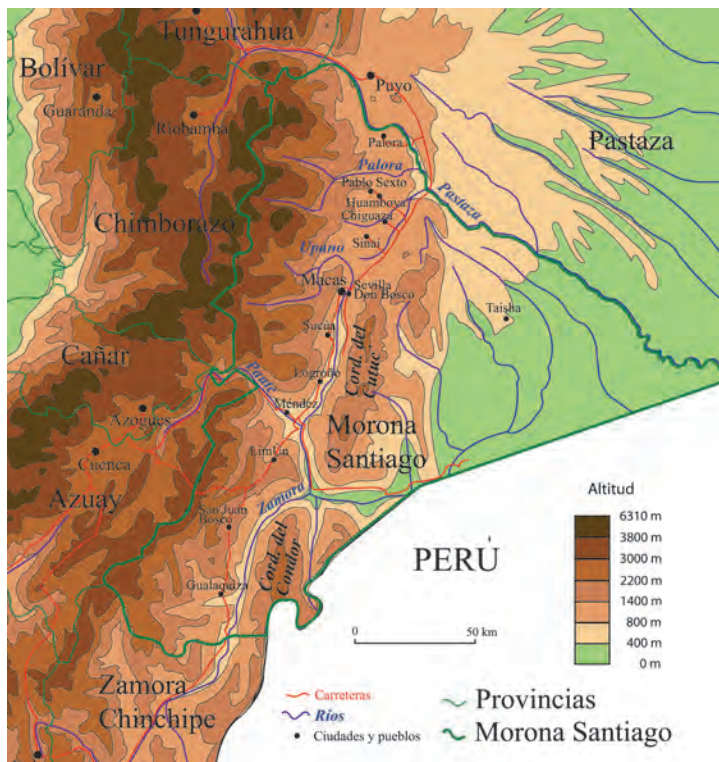 Tungurahua
Bolívar
Guaranda
Riobamba
Puyo
Pastaza
Palora
Palora
Pablo Sexto
Huamboya
Chiguaza
Pastaza
Chimborazo
Upano
Sinaí
Macas
Sevilla
Don Bosco
Taisha
Sucúa
Cord. del
Cutuc´
Cañar
Paute
Logroño
Méndez
Azogues
Morona
Santiago
Cuenca
Limón
Azuay
San Juan
Bosco
Zamora
Cord. del
Condor
Gualaquiza
PERÚ
Altitud
6310 m
3800 m
3000 m
2200 m
1400 m
800 m
400 m
0 m
0
50 km
Zamora
Chinchipe
Carreteras
Ríos
Ciudades y pueblos
Provincias
Morona Santiago